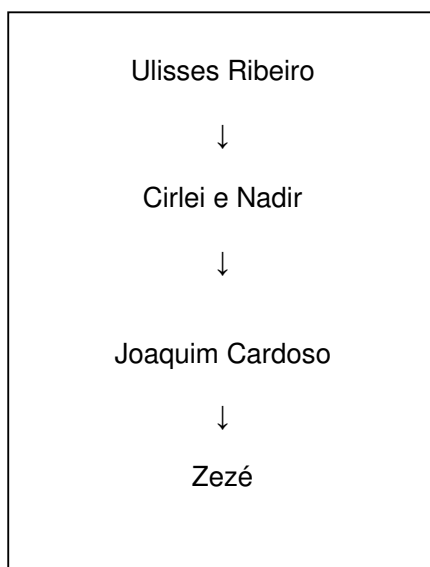 Ulisses Ribeiro
↓
Cirlei e Nadir
↓
Joaquim Cardoso
↓
Zezé